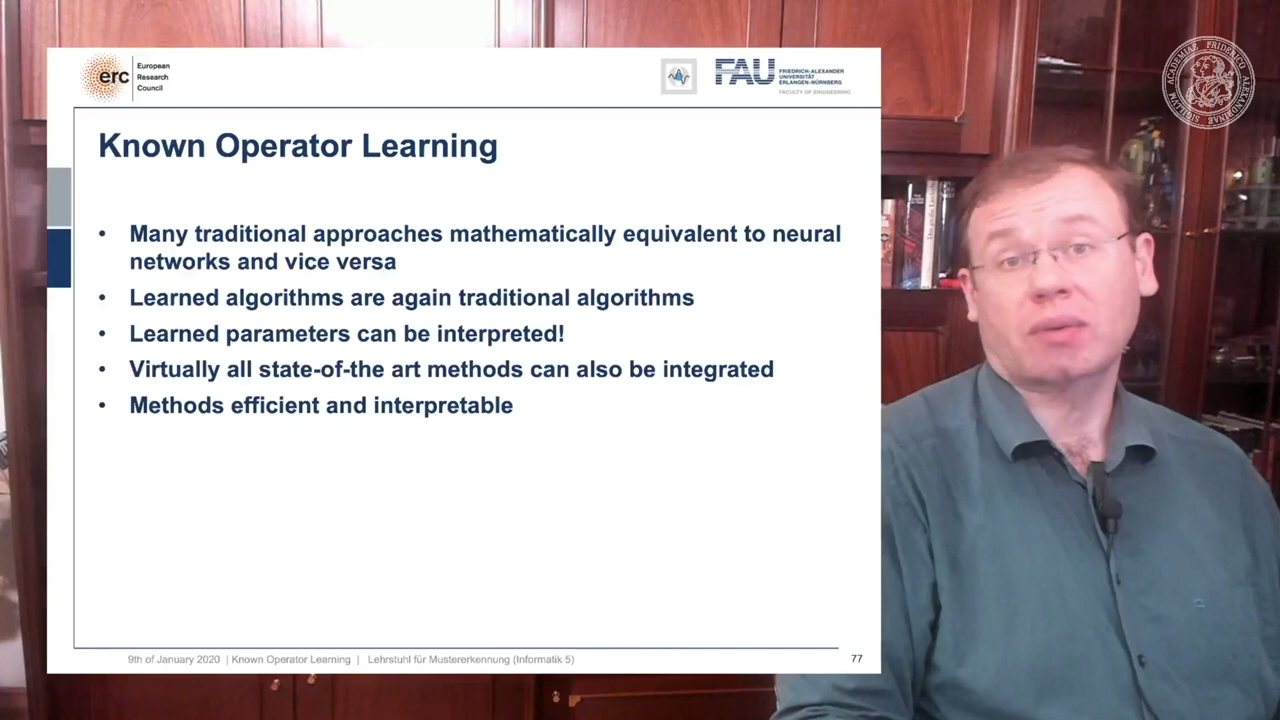 erc
European
Research
Council
FAU
FRIEDRICH-ALEXANDER
UNIVERSITÄT
ERLANGEN-NÜRNBERG
FACULTY OF ENGINEERING
Known Operator Learning
• Many traditional approaches mathematically equivalent to neural
networks and vice versa
• Learned algorithms are again traditional algorithms
• Learned parameters can be interpreted!
• Virtually all state-of-the art methods can also be integrated
• Methods efficient and interpretable
9th of January 2020 | Known Operator Learning | Lehrstuhl für Mustererkennung (Informatik 5)
77